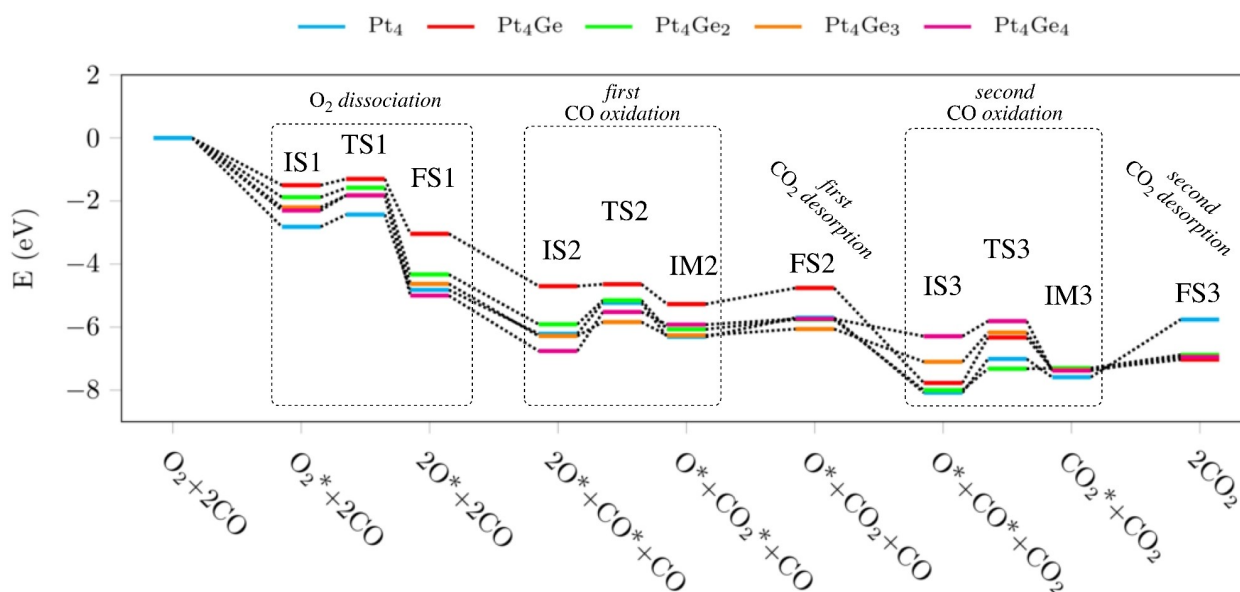 Pt₄ Pt₄Ge Pt₄Ge₂ Pt₄Ge₃ Pt₄Ge₄
E (eV)
2
0
−2
−4
−6
−8
O₂ dissociation
IS1
TS1
FS1
first
CO oxidation
IS2
TS2
IM2
first
CO₂ desorption
FS2
second
CO oxidation
IS3
TS3
IM3
second
CO₂ desorption
FS3
O₂+2CO
O₂*+2CO
2O*+2CO
2O*+CO*+CO
O*+CO₂*+CO
O*+CO₂+CO
O*+CO*+CO₂
CO₂*+CO₂
2CO₂